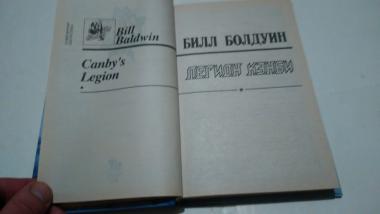 Bill
Baldwin
Canby's
Legion
БИЛЛ БОЛДУИН
ЛЕГИОН КЭНБИ